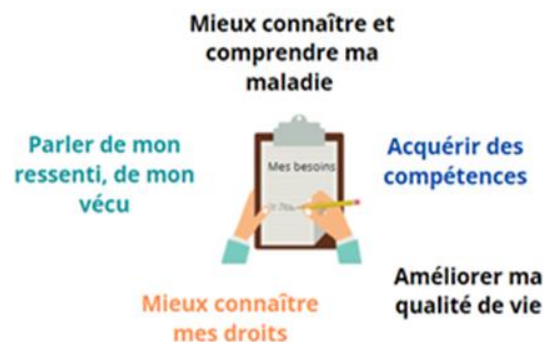 Mieux connaître et
comprendre ma
maladie
Parler de mon
ressenti, de mon
vécu
Mes besoins
Acquérir des
compétences
Améliorer ma
qualité de vie
Mieux connaître
mes droits